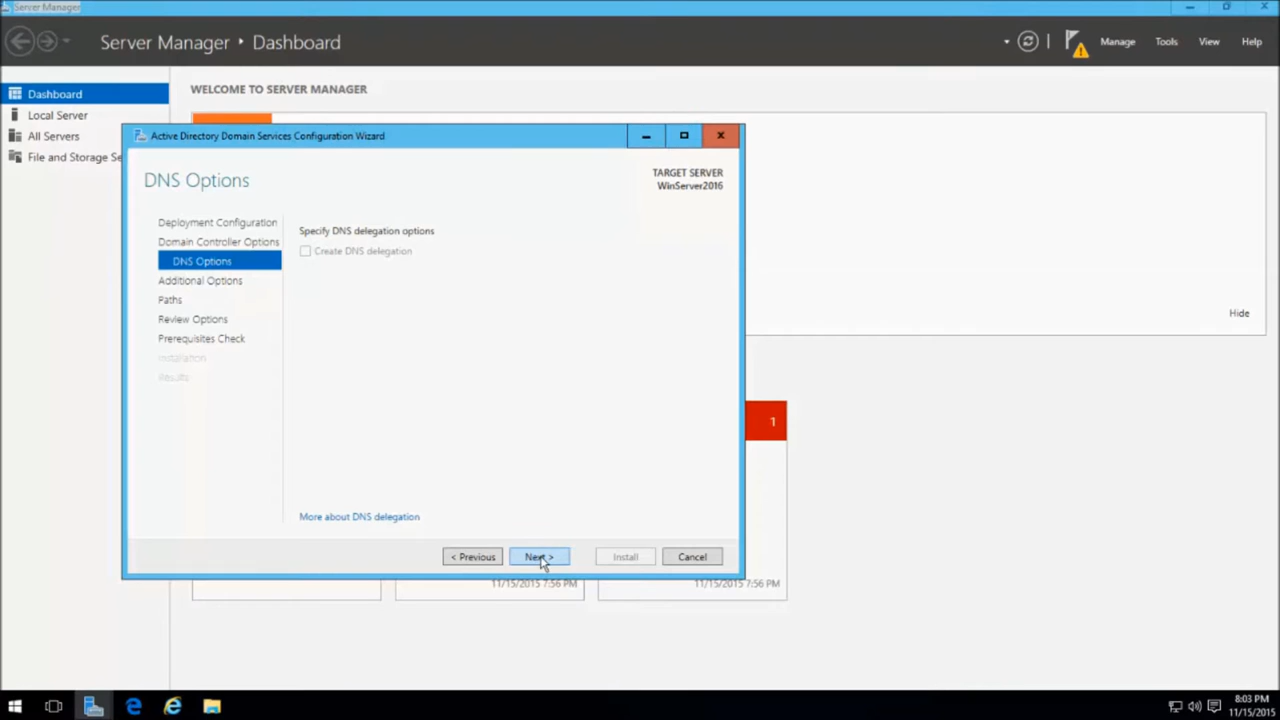 Server Manager
Server Manager • Dashboard
Manage Tools View Help
Dashboard
Local Server
All Servers
File and Storage Se
WELCOME TO SERVER MANAGER
Hide
Active Directory Domain Services Configuration Wizard
DNS Options
TARGET SERVER
WinServer2016
Deployment Configuration
Domain Controller Options
DNS Options
Additional Options
Paths
Review Options
Prerequisites Check
Installation
Results
Specify DNS delegation options
Create DNS delegation
More about DNS delegation
< Previous Next > Install Cancel
1
11/15/2015 7:56 PM 11/15/2015 7:56 PM
8:03 PM
11/15/2015